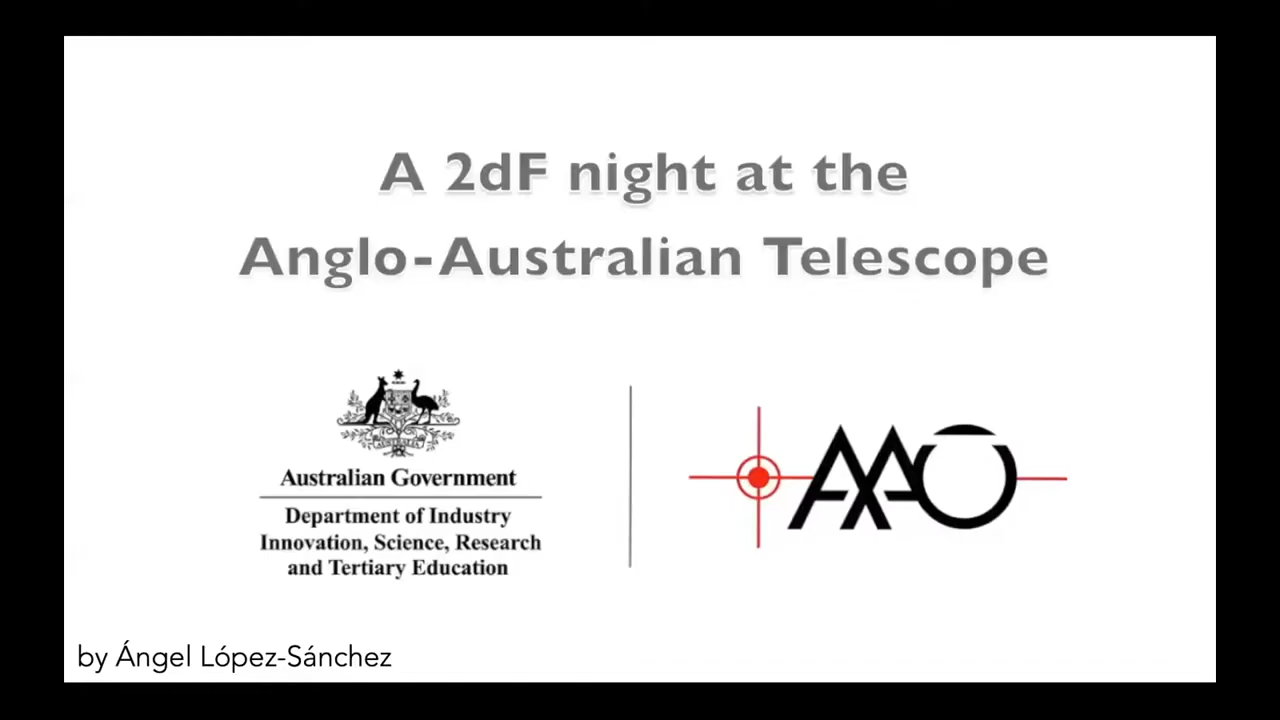 A 2dF night at the
Anglo-Australian Telescope
AUSTRALIA
Australian Government
Department of Industry
Innovation, Science, Research
and Tertiary Education
AAO
by Ángel López-Sánchez